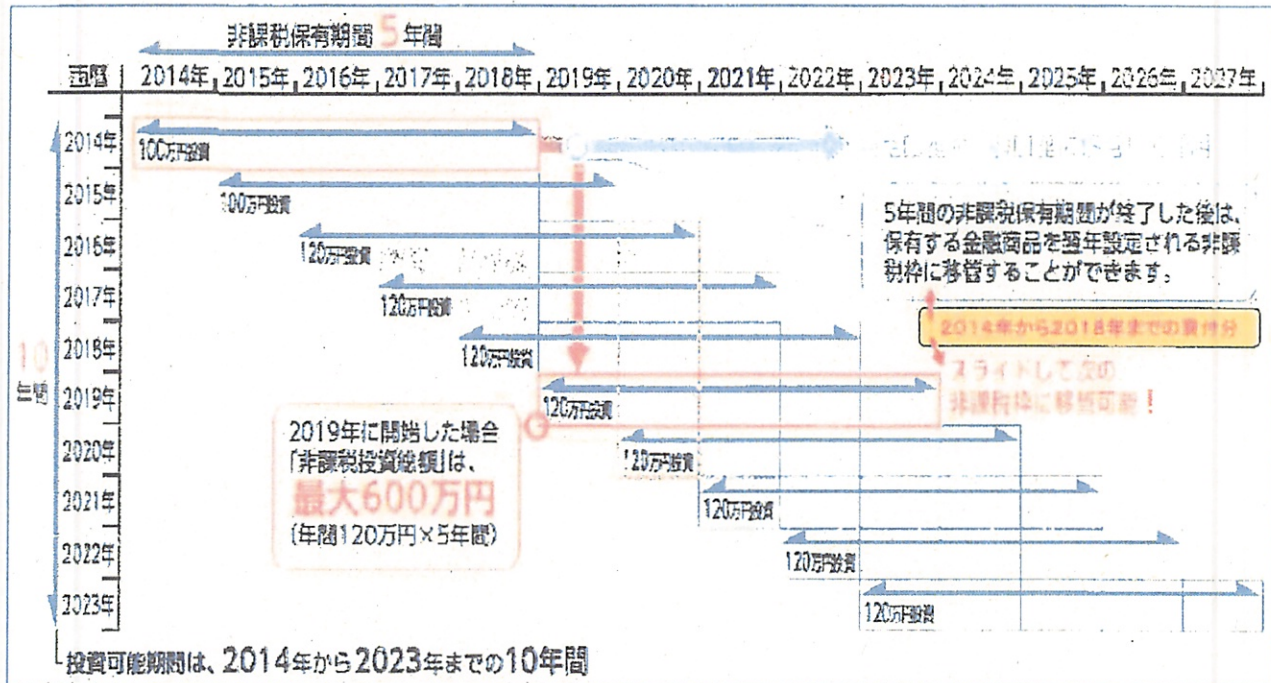 非課税保有期間 5 年間
西暦 2014年 2015年 2016年 2017年 2018年 2019年 2020年 2021年 2022年 2023年 2024年 2025年 2026年 2027年
2014年
100万円投資
2015年
100万円投資
5年間の非課税保有期間が終了した後は、
保有する金融商品を翌年設定される非課
税枠に移管することができます。
2016年
120万円投資
2017年
120万円投資
2014年から2018年までの買付分
2018年
120万円投資
スライドして次の
非課税枠に移管可能!
10
年間
2019年
120万円投資
2019年に開始した場合
「非課税投資総額」は、
最大600万円
(年間120万円×5年間)
2020年
120万円投資
2021年
120万円投資
2022年
120万円投資
2023年
120万円投資
投資可能期間は、2014年から2023年までの10年間